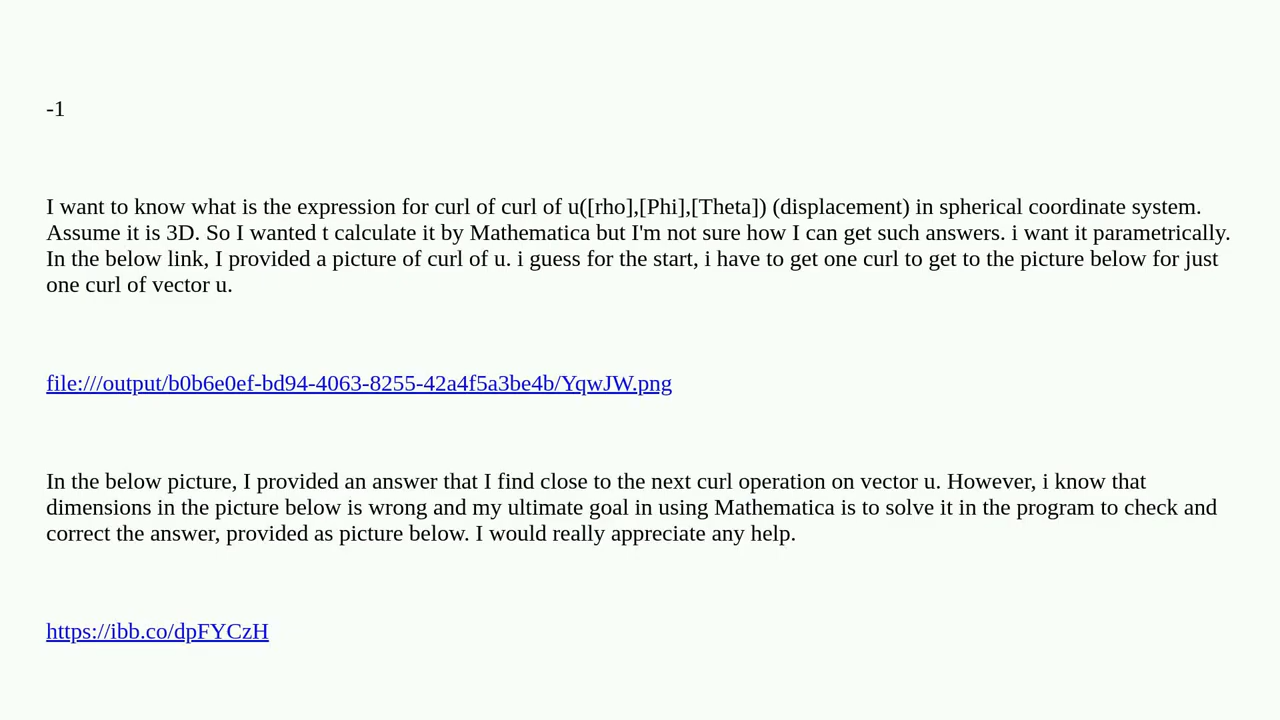 -1
I want to know what is the expression for curl of curl of u([rho],[Phi],[Theta]) (displacement) in spherical coordinate system.
Assume it is 3D. So I wanted t calculate it by Mathematica but I'm not sure how I can get such answers. i want it parametrically.
In the below link, I provided a picture of curl of u. i guess for the start, i have to get one curl to get to the picture below for just
one curl of vector u.
file:///output/b0b6e0ef-bd94-4063-8255-42a4f5a3be4b/YqwJW.png
In the below picture, I provided an answer that I find close to the next curl operation on vector u. However, i know that
dimensions in the picture below is wrong and my ultimate goal in using Mathematica is to solve it in the program to check and
correct the answer, provided as picture below. I would really appreciate any help.
https://ibb.co/dpFYCzH